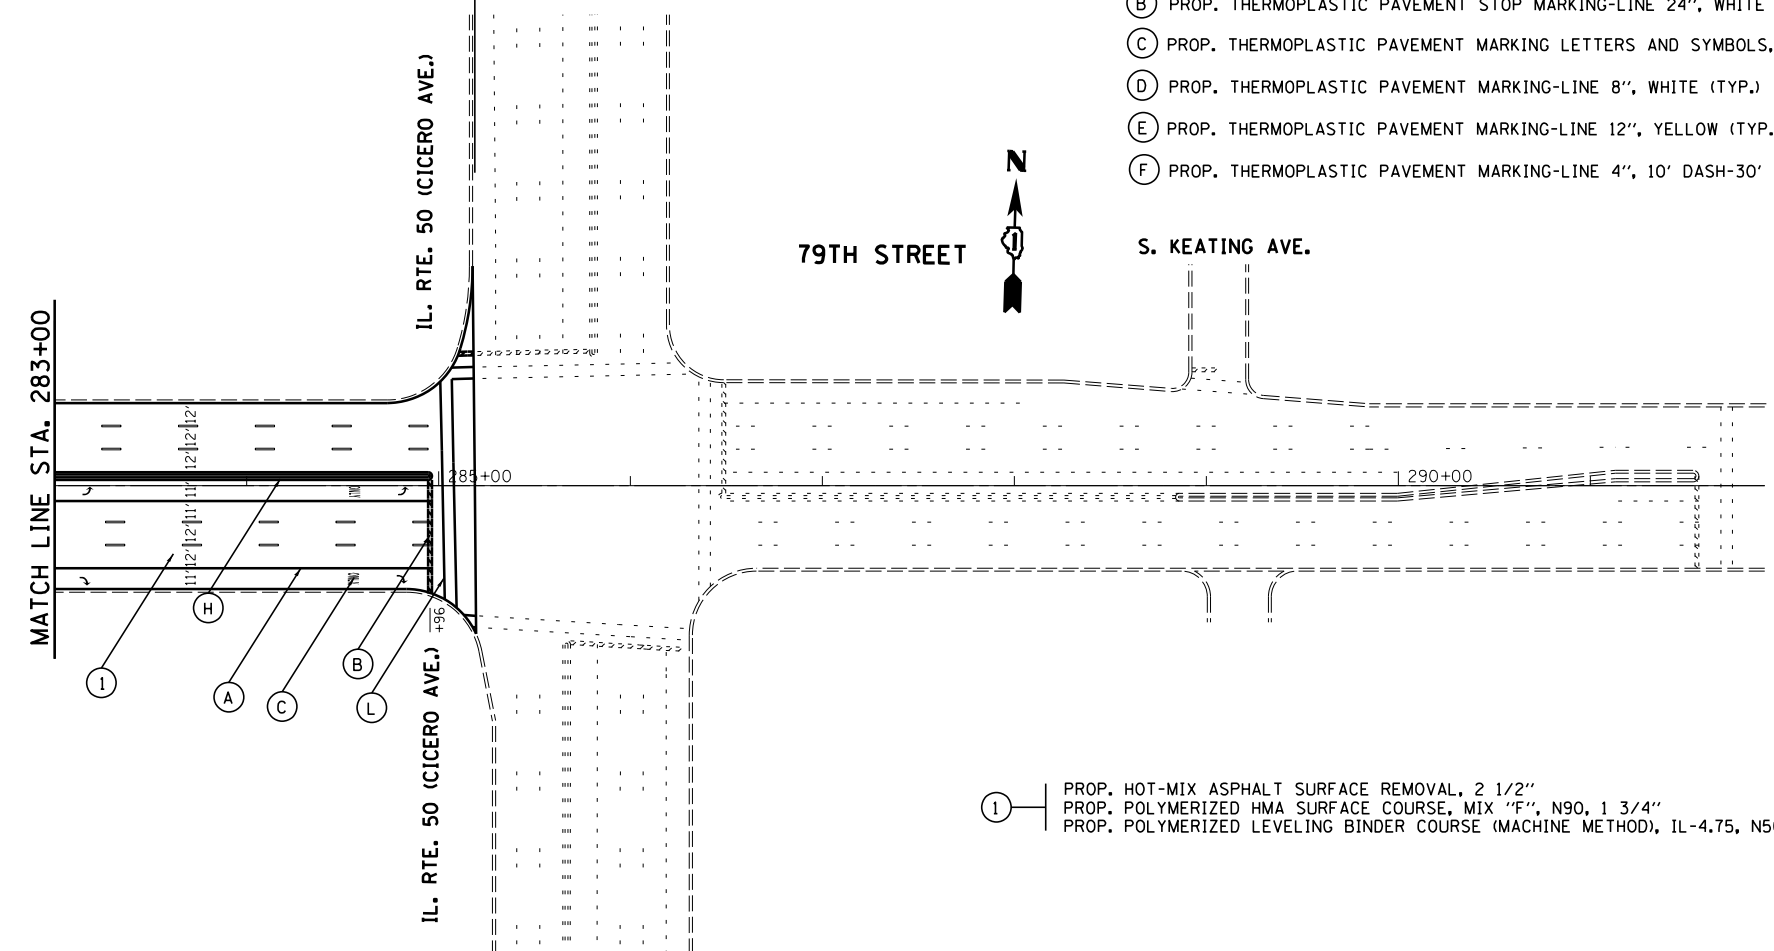 B PROP. THERMOPLASTIC PAVEMENT STOP MARKING-LINE 24", WHITE
C PROP. THERMOPLASTIC PAVEMENT MARKING LETTERS AND SYMBOLS,
D PROP. THERMOPLASTIC PAVEMENT MARKING-LINE 8", WHITE (TYP.)
E PROP. THERMOPLASTIC PAVEMENT MARKING-LINE 12", YELLOW (TYP.
F PROP. THERMOPLASTIC PAVEMENT MARKING-LINE 4", 10' DASH-30'
IL. RTE. 50 (CICERO AVE.)
N
1
79TH STREET
S. KEATING AVE.
MATCH LINE STA. 283+00
11' 12' 12' 11' 11' 12' 12' 12'
285+00
290+00
ONLY
ONLY
+96
H
B
1
A
C
L
IL. RTE. 50 (CICERO AVE.)
1
PROP. HOT-MIX ASPHALT SURFACE REMOVAL, 2 1/2"
PROP. POLYMERIZED HMA SURFACE COURSE, MIX "F", N90, 1 3/4"
PROP. POLYMERIZED LEVELING BINDER COURSE (MACHINE METHOD), IL-4.75, N5